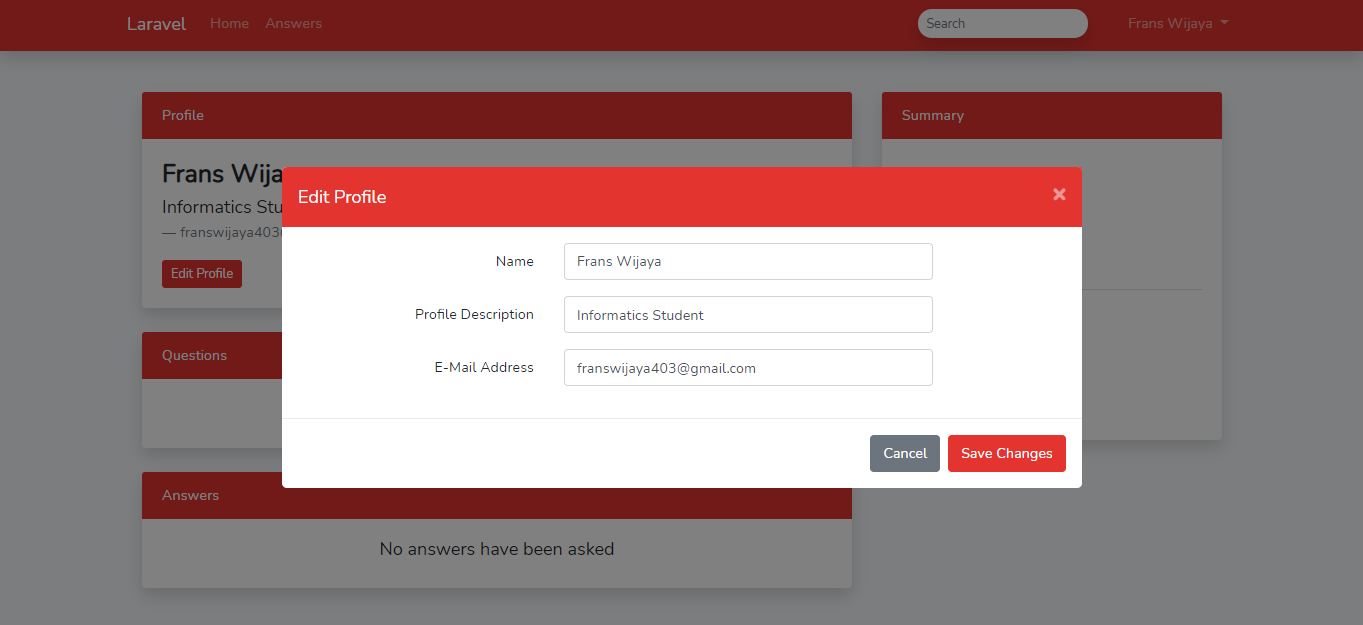 Laravel Home Answers Search Frans Wijaya
Profile
Summary
Frans Wija
Informatics Stu
— franswijaya403
Edit Profile
Edit Profile ×
Name Frans Wijaya
Profile Description Informatics Student
E-Mail Address franswijaya403@gmail.com
Cancel Save Changes
Questions
Answers
No answers have been asked